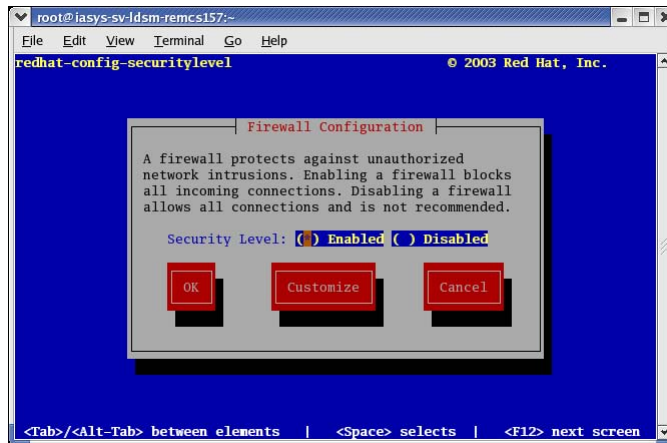 root@iasys-sv-ldsm-remcs157:~
File Edit View Terminal Go Help
redhat-config-securitylevel © 2003 Red Hat, Inc.
Firewall Configuration
A firewall protects against unauthorized
network intrusions. Enabling a firewall blocks
all incoming connections. Disabling a firewall
allows all connections and is not recommended.
Security Level: (*) Enabled ( ) Disabled
OK Customize Cancel
<Tab>/<Alt-Tab> between elements | <Space> selects | <F12> next screen